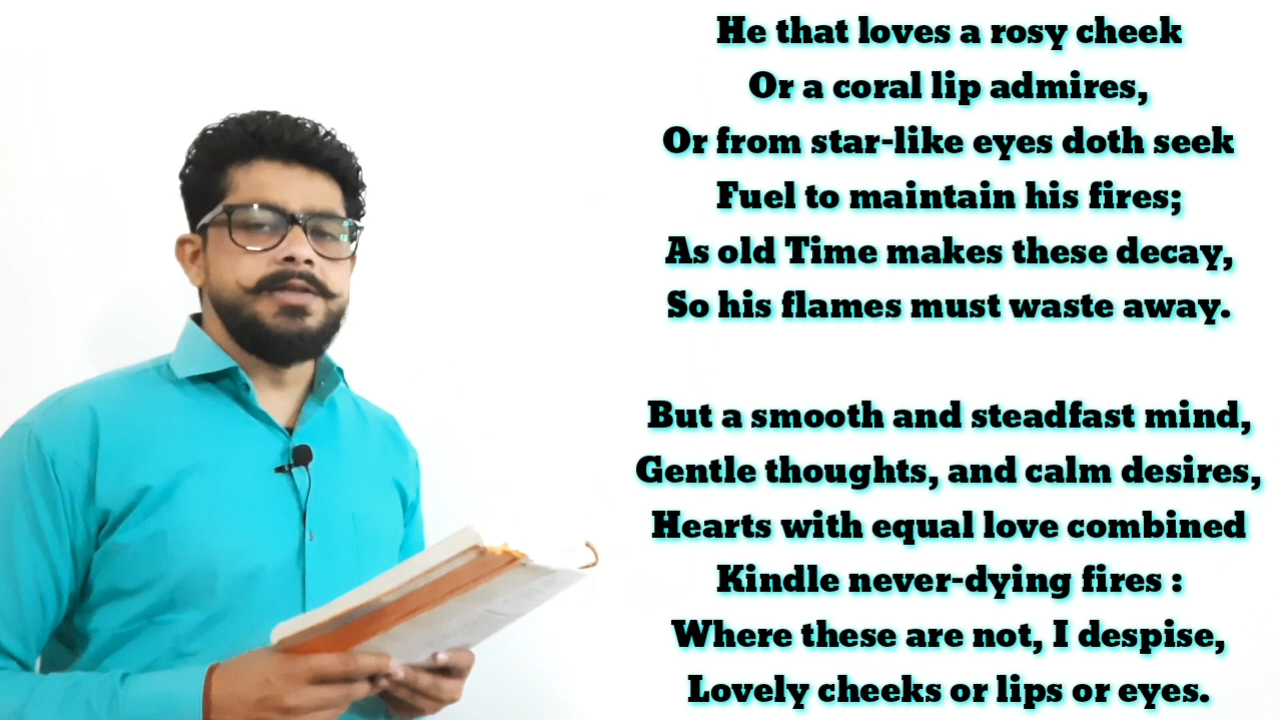 He that loves a rosy cheek
Or a coral lip admires,
Or from star-like eyes doth seek
Fuel to maintain his fires;
As old Time makes these decay,
So his flames must waste away.
But a smooth and steadfast mind,
Gentle thoughts, and calm desires,
Hearts with equal love combined
Kindle never-dying fires :
Where these are not, I despise,
Lovely cheeks or lips or eyes.